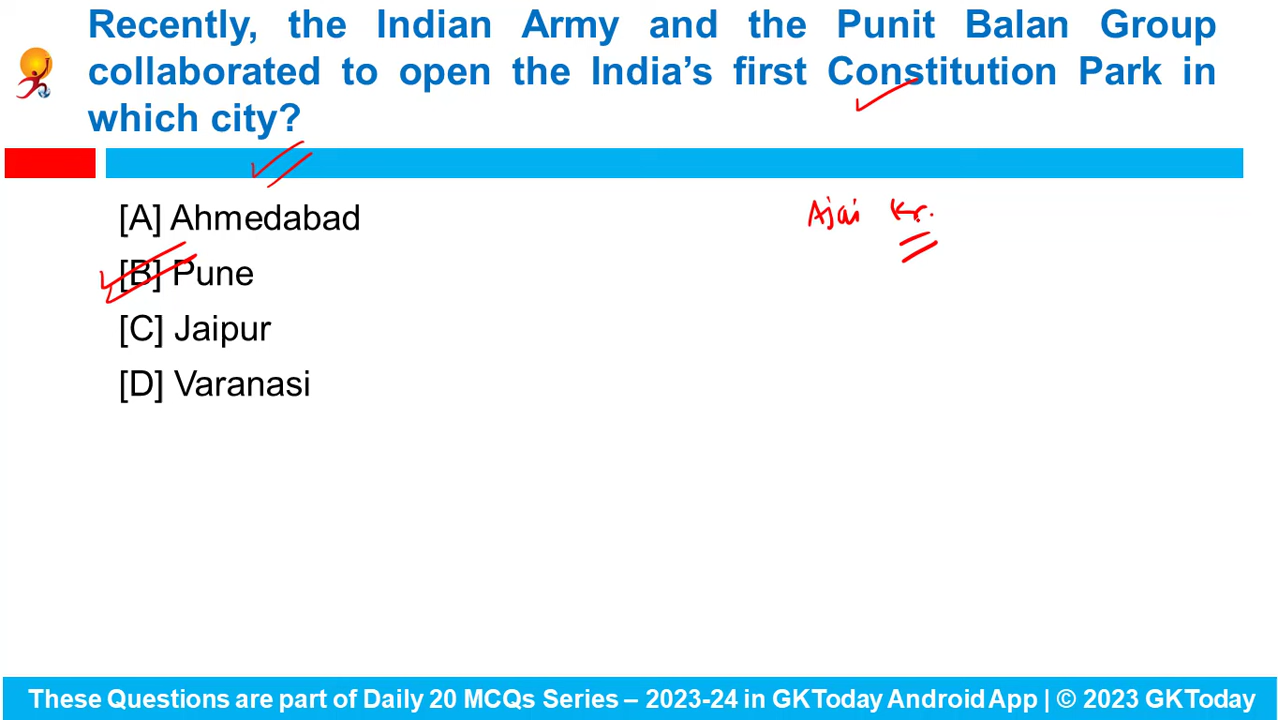 Recently, the Indian Army and the Punit Balan Group
collaborated to open the India's first Constitution Park in
which city?
[A] Ahmedabad
Ajai Kr.
[B] Pune
[C] Jaipur
[D] Varanasi
These Questions are part of Daily 20 MCQs Series – 2023-24 in GKToday Android App | © 2023 GKToday